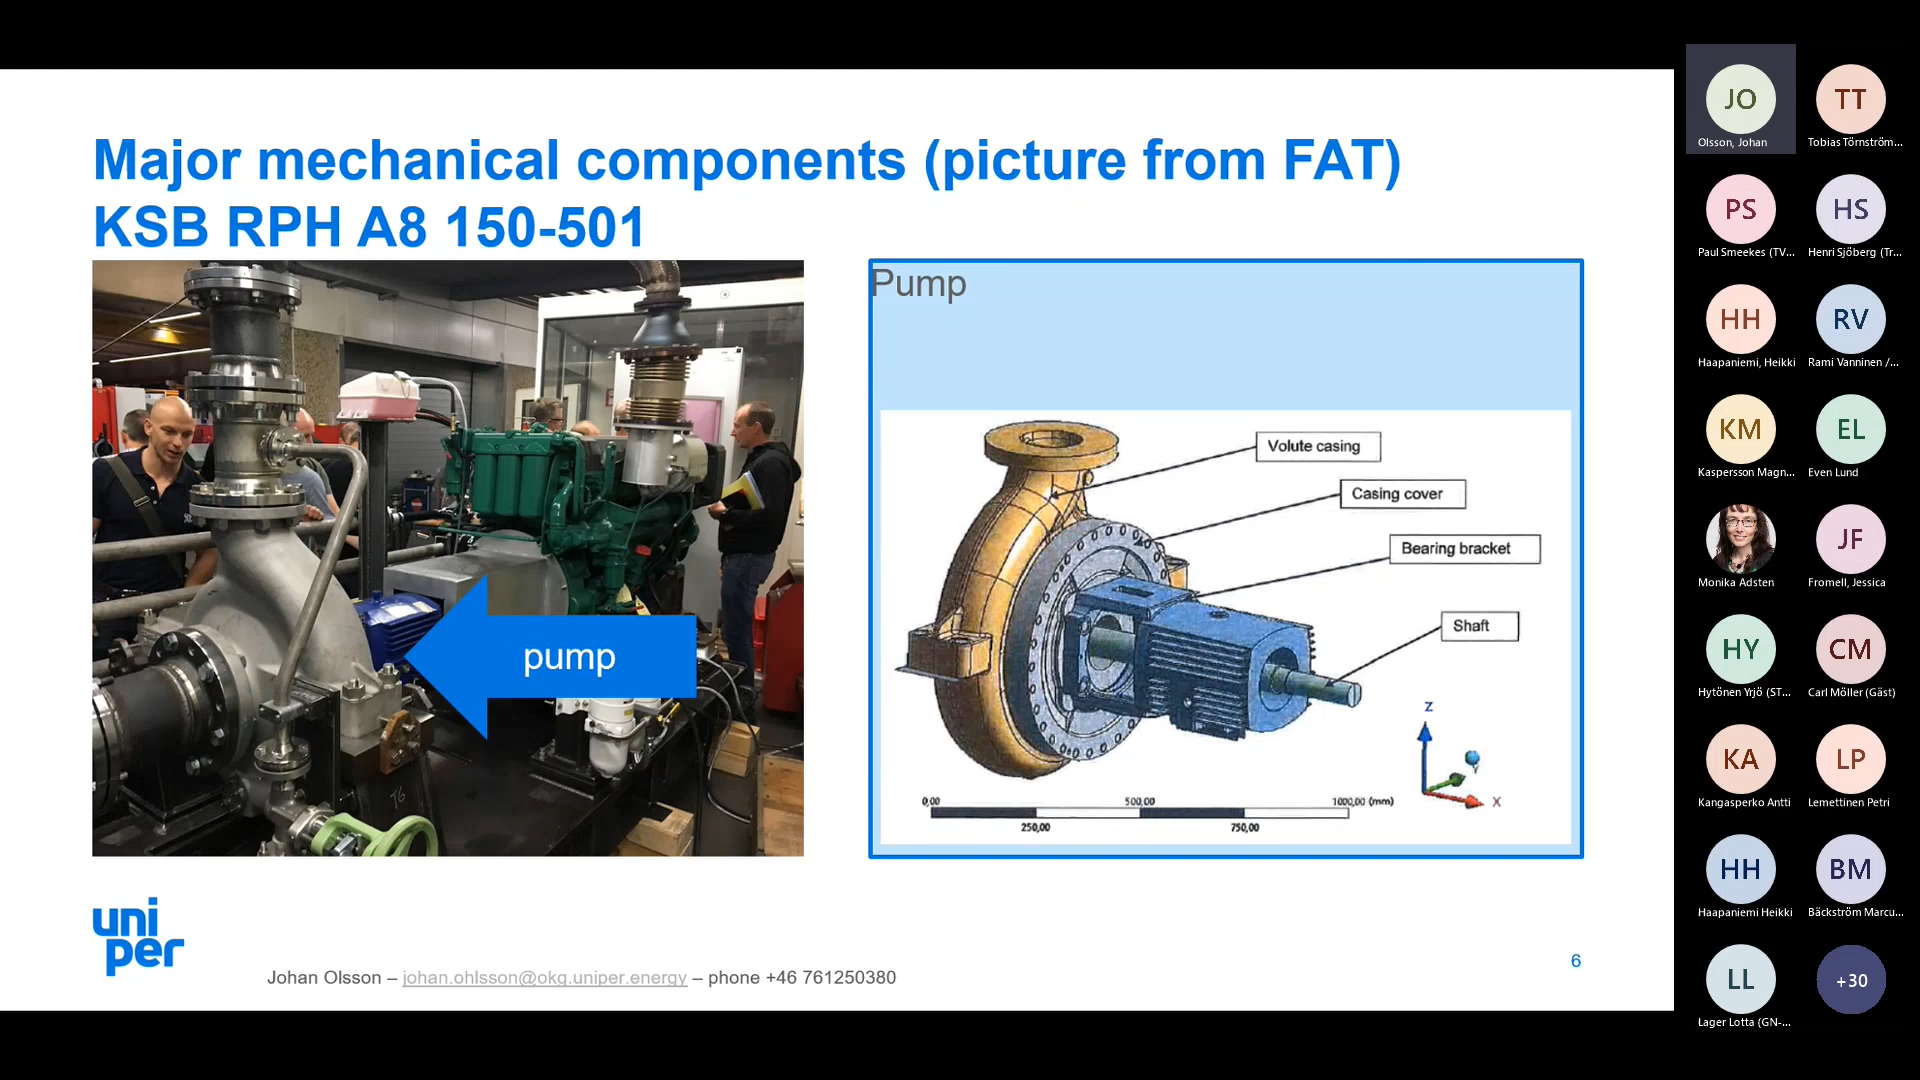 Major mechanical components (picture from FAT)
KSB RPH A8 150-501
pump
Pump
Volute casing
Casing cover
Bearing bracket
Shaft
Z
X
0,00
500,00
1000,00 (mm)
250,00
750,00
uni
per
Johan Olsson – johan.ohlsson@okg.uniper.energy – phone +46 761250380
6
JO
Olsson, Johan
TT
Tobias Törnström...
PS
Paul Smeekes (TV...
HS
Henri Sjöberg (Tr...
HH
Haapaniemi, Heikki
RV
Rami Vanninen /...
KM
Kaspersson Magn...
EL
Even Lund
Monika Adsten
JF
Fromell, Jessica
HY
Hytönen Yrjö (ST...
CM
Carl Möller (Gäst)
KA
Kangasperko Antti
LP
Lemettinen Petri
HH
Haapaniemi Heikki
BM
Bäckström Marcu...
LL
Lager Lotta (GN-...
+30